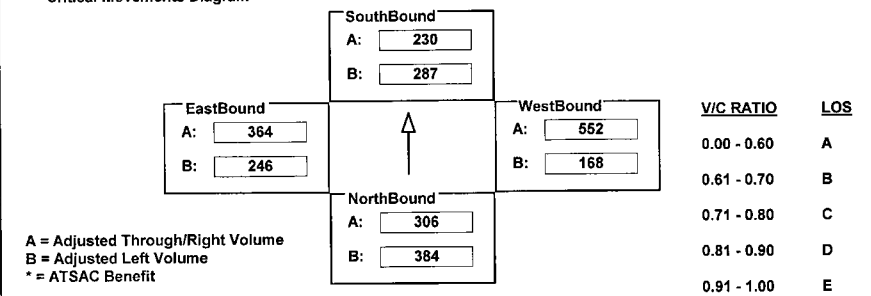 Critical Movements Diagram
SouthBound
A: 230
B: 287
EastBound
A: 364
B: 246
WestBound
A: 552
B: 168
NorthBound
A: 306
B: 384
A = Adjusted Through/Right Volume
B = Adjusted Left Volume
* = ATSAC Benefit
V/C RATIO LOS
0.00 - 0.60 A
0.61 - 0.70 B
0.71 - 0.80 C
0.81 - 0.90 D
0.91 - 1.00 E